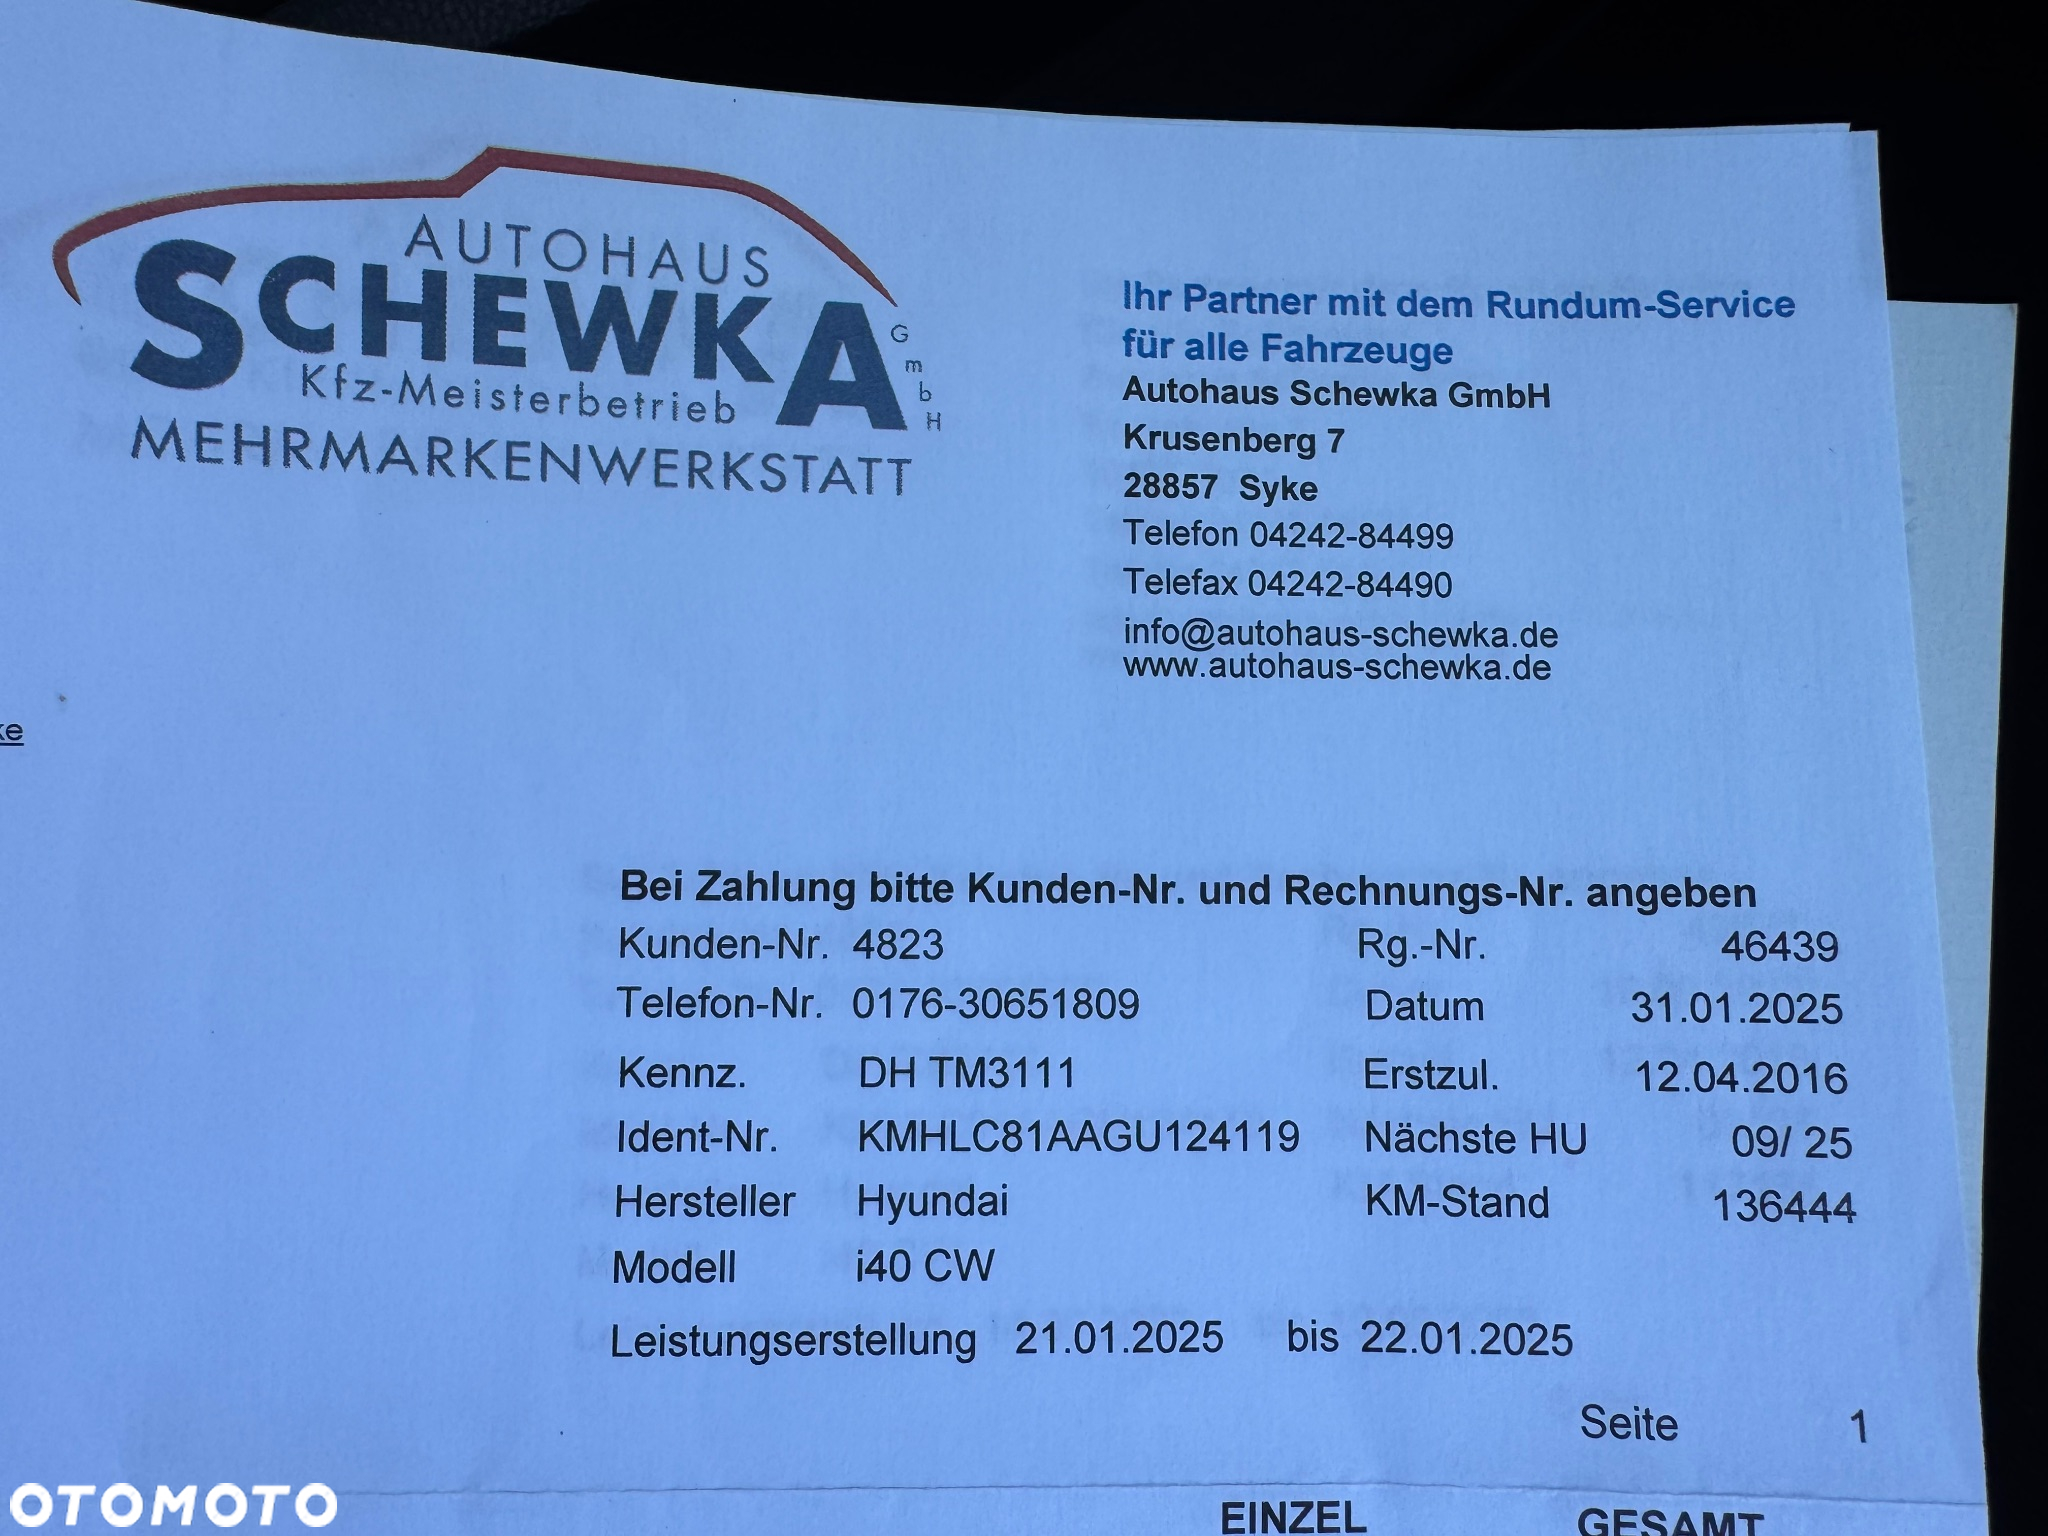 AUTOHAUS
SCHEWKA
GmbH
Kfz-Meisterbetrieb
MEHRMARKENWERKSTATT
Ihr Partner mit dem Rundum-Service
für alle Fahrzeuge
Autohaus Schewka GmbH
Krusenberg 7
28857 Syke
Telefon 04242-84499
Telefax 04242-84490
info@autohaus-schewka.de
www.autohaus-schewka.de
Bei Zahlung bitte Kunden-Nr. und Rechnungs-Nr. angeben
Kunden-Nr. 4823 Rg.-Nr. 46439
Telefon-Nr. 0176-30651809 Datum 31.01.2025
Kennz. DH TM3111 Erstzul. 12.04.2016
Ident-Nr. KMHLC81AAGU124119 Nächste HU 09/ 25
Hersteller Hyundai KM-Stand 136444
Modell i40 CW
Leistungserstellung 21.01.2025 bis 22.01.2025
Seite 1
EINZEL GESAMT
OTOMOTO